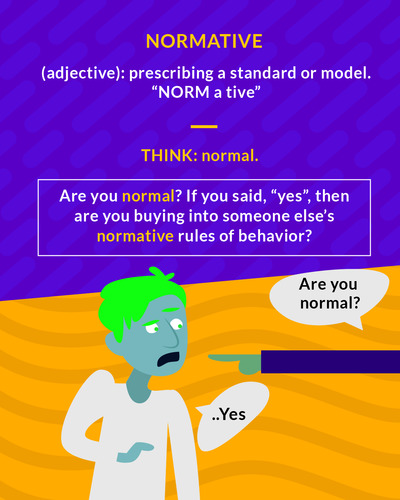 NORMATIVE
(adjective): prescribing a standard or model.
“NORM a tive”
THINK: normal.
Are you normal? If you said, “yes”, then
are you buying into someone else’s
normative rules of behavior?
Are you
normal?
..Yes